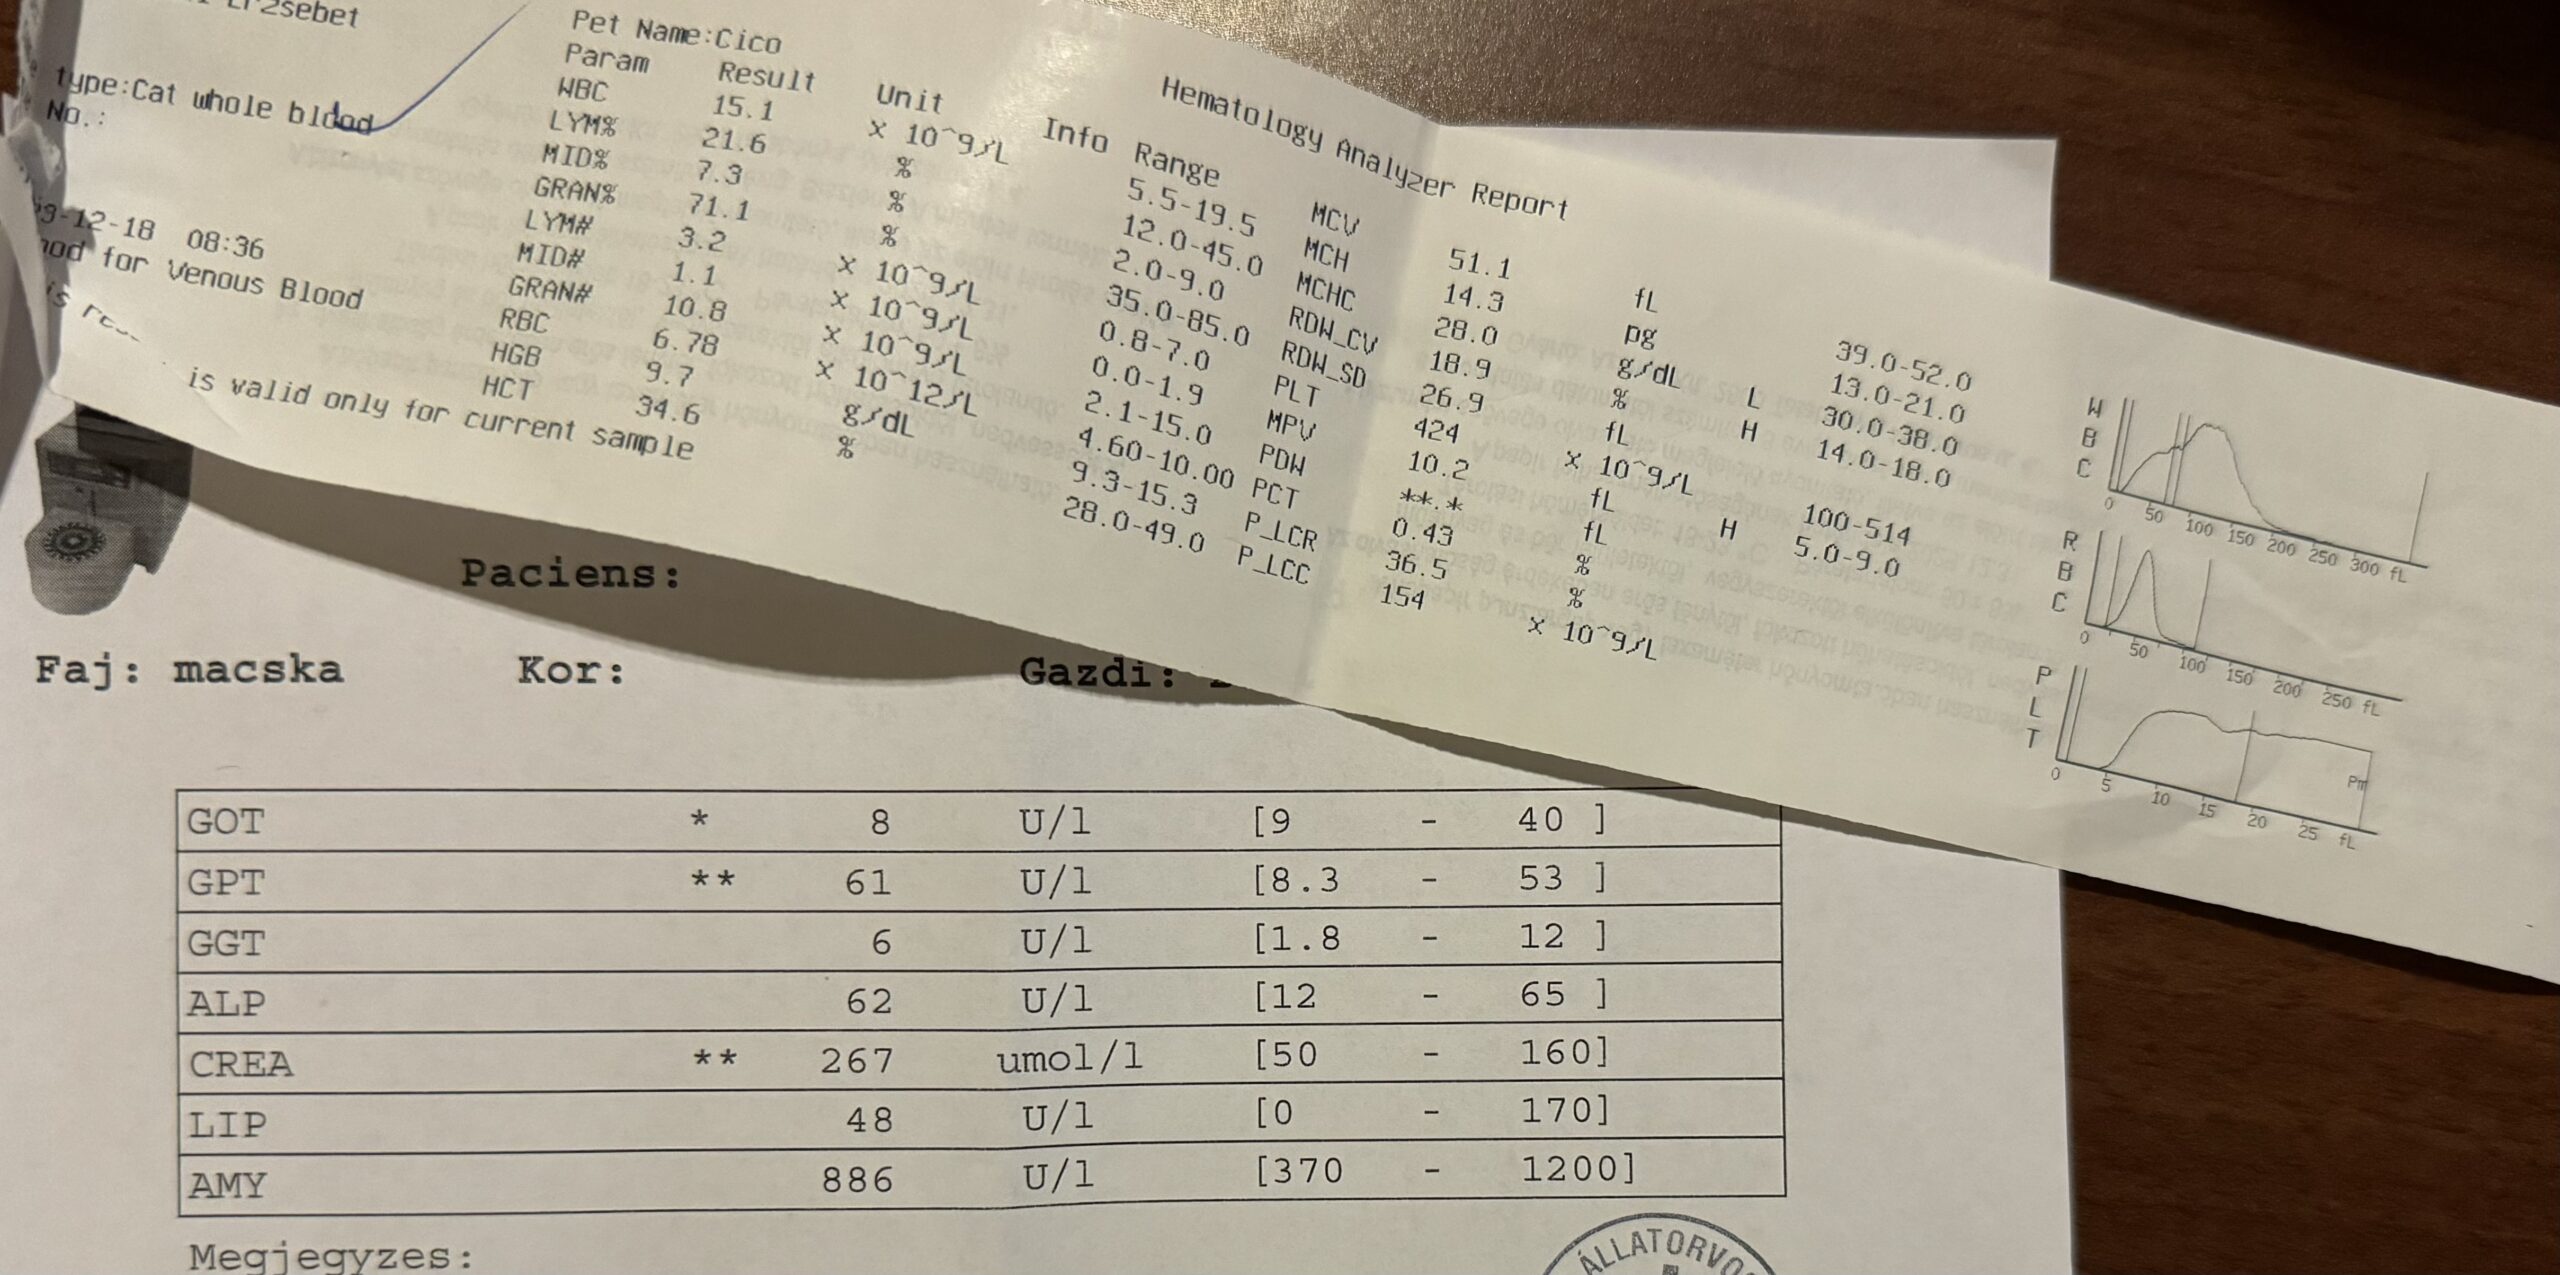 Erzsebet
type:Cat whole blood
No.:
-12-18 08:36
for Venous Blood
is valid only for current sample
Hematology Analyzer Report
Pet Name:Cico
Param Result Unit Info Range
WBC 15.1 x 10^9/L 5.5-19.5
LYM% 21.6 % 12.0-45.0
MID% 7.3 % 2.0-9.0
GRAN% 71.1 % 35.0-85.0
LYM# 3.2 x 10^9/L 0.8-7.0
MID# 1.1 x 10^9/L 0.0-1.9
GRAN# 10.8 x 10^9/L 2.1-15.0
RBC 6.78 x 10^12/L 4.60-10.00
HGB 9.7 g/dL 9.3-15.3
HCT 34.6 % 28.0-49.0
MCV 51.1 fL 39.0-52.0
MCH 14.3 pg 13.0-21.0
MCHC 28.0 g/dL L 30.0-38.0
RDW_CV 18.9 % H 14.0-18.0
RDW_SD 26.9 fL
PLT 424 x 10^9/L 100-514
MPV 10.2 fL H 5.0-9.0
PDW **.* fL
PCT 0.43 %
P_LCR 36.5 %
P_LCC 154 x 10^9/L
WBC
0 50 100 150 200 250 300 fL
RBC
0 50 100 150 200 250 fL
PLT
Pm
0 5 10 15 20 25 fL
Paciens:
Faj: macska Kor: Gazdi:
GOT * 8 U/l [9 - 40 ]
GPT ** 61 U/l [8.3 - 53 ]
GGT 6 U/l [1.8 - 12 ]
ALP 62 U/l [12 - 65 ]
CREA ** 267 umol/l [50 - 160]
LIP 48 U/l [0 - 170]
AMY 886 U/l [370 - 1200]
Megjegyzes:
ÁLLATORVOS